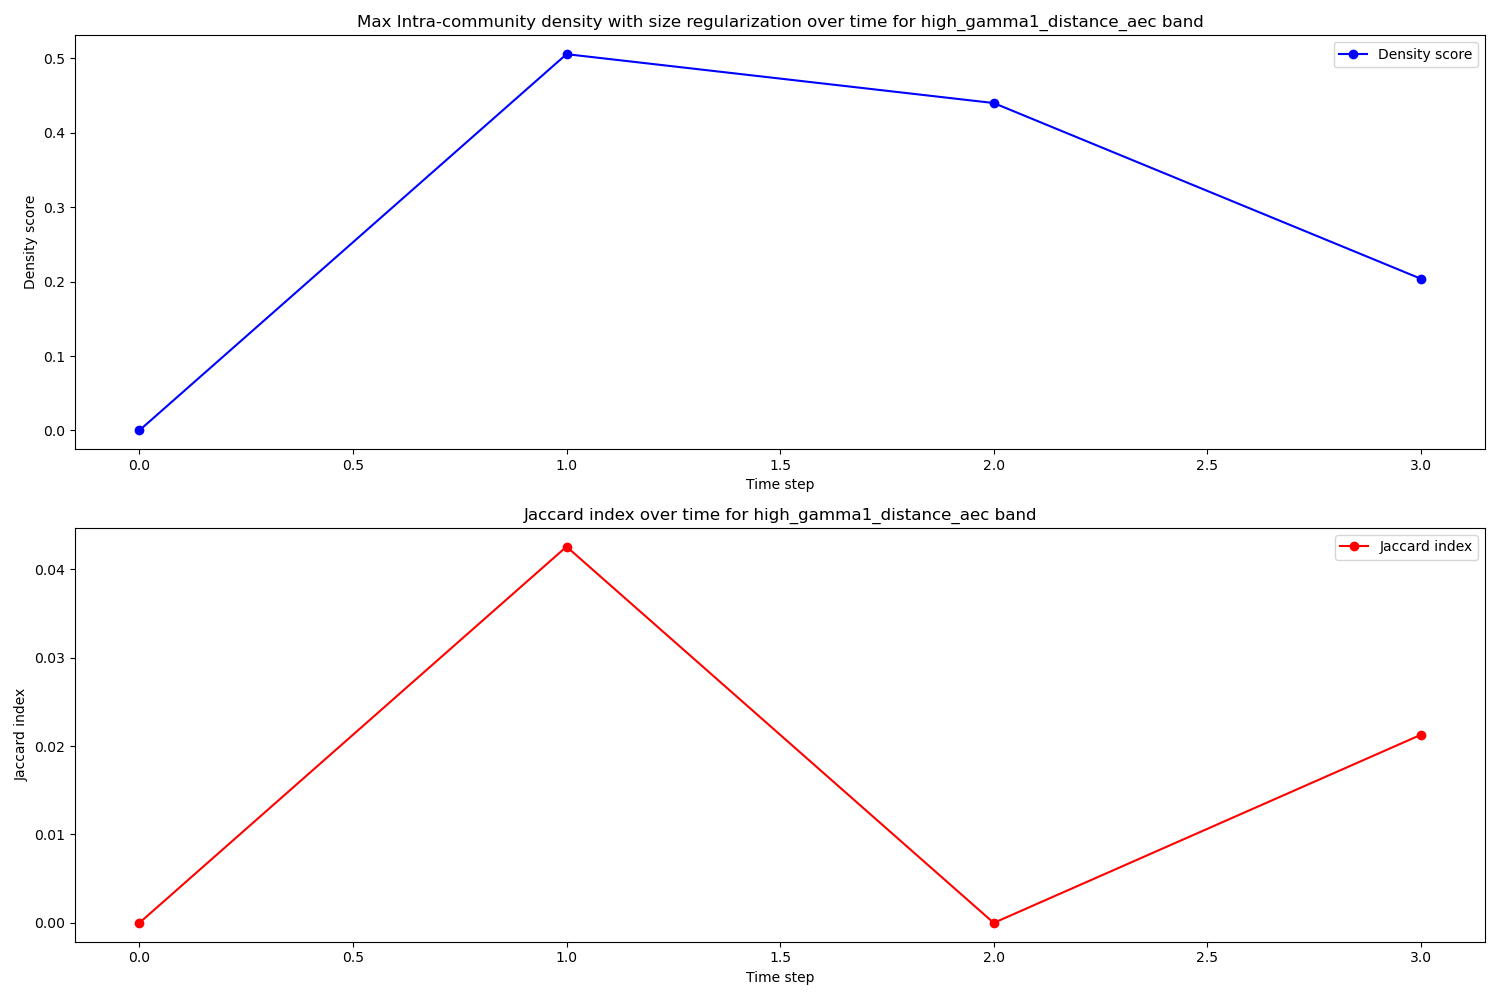 Max Intra-community density with size regularization over time for high_gamma1_distance_aec band
Density score
0.5
0.4
0.3
0.2
0.1
0.0
Density score
0.0 0.5 1.0 1.5 2.0 2.5 3.0
Time step
Jaccard index over time for high_gamma1_distance_aec band
Jaccard index
0.04
0.03
0.02
0.01
0.00
Jaccard index
0.0 0.5 1.0 1.5 2.0 2.5 3.0
Time step